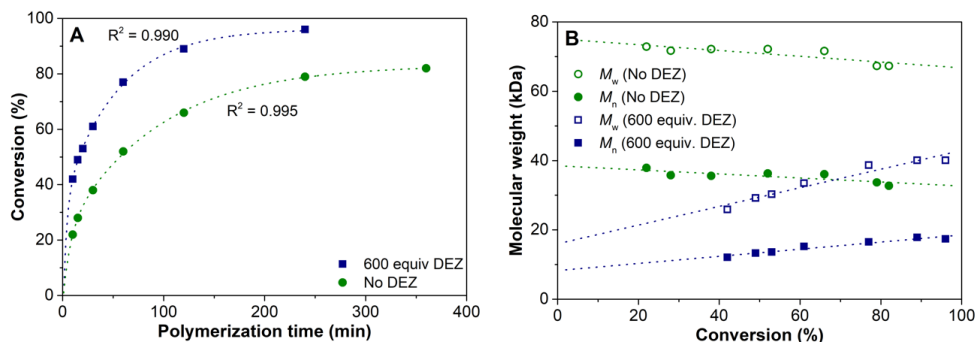 A
R² = 0.990
R² = 0.995
600 equiv DEZ
No DEZ
100
80
60
40
20
0
0 100 200 300 400
Polymerization time (min)
Conversion (%)
B
Mw (No DEZ)
Mn (No DEZ)
Mw (600 equiv. DEZ)
Mn (600 equiv. DEZ)
80
60
40
20
0
0 20 40 60 80 100
Conversion (%)
Molecular weight (kDa)